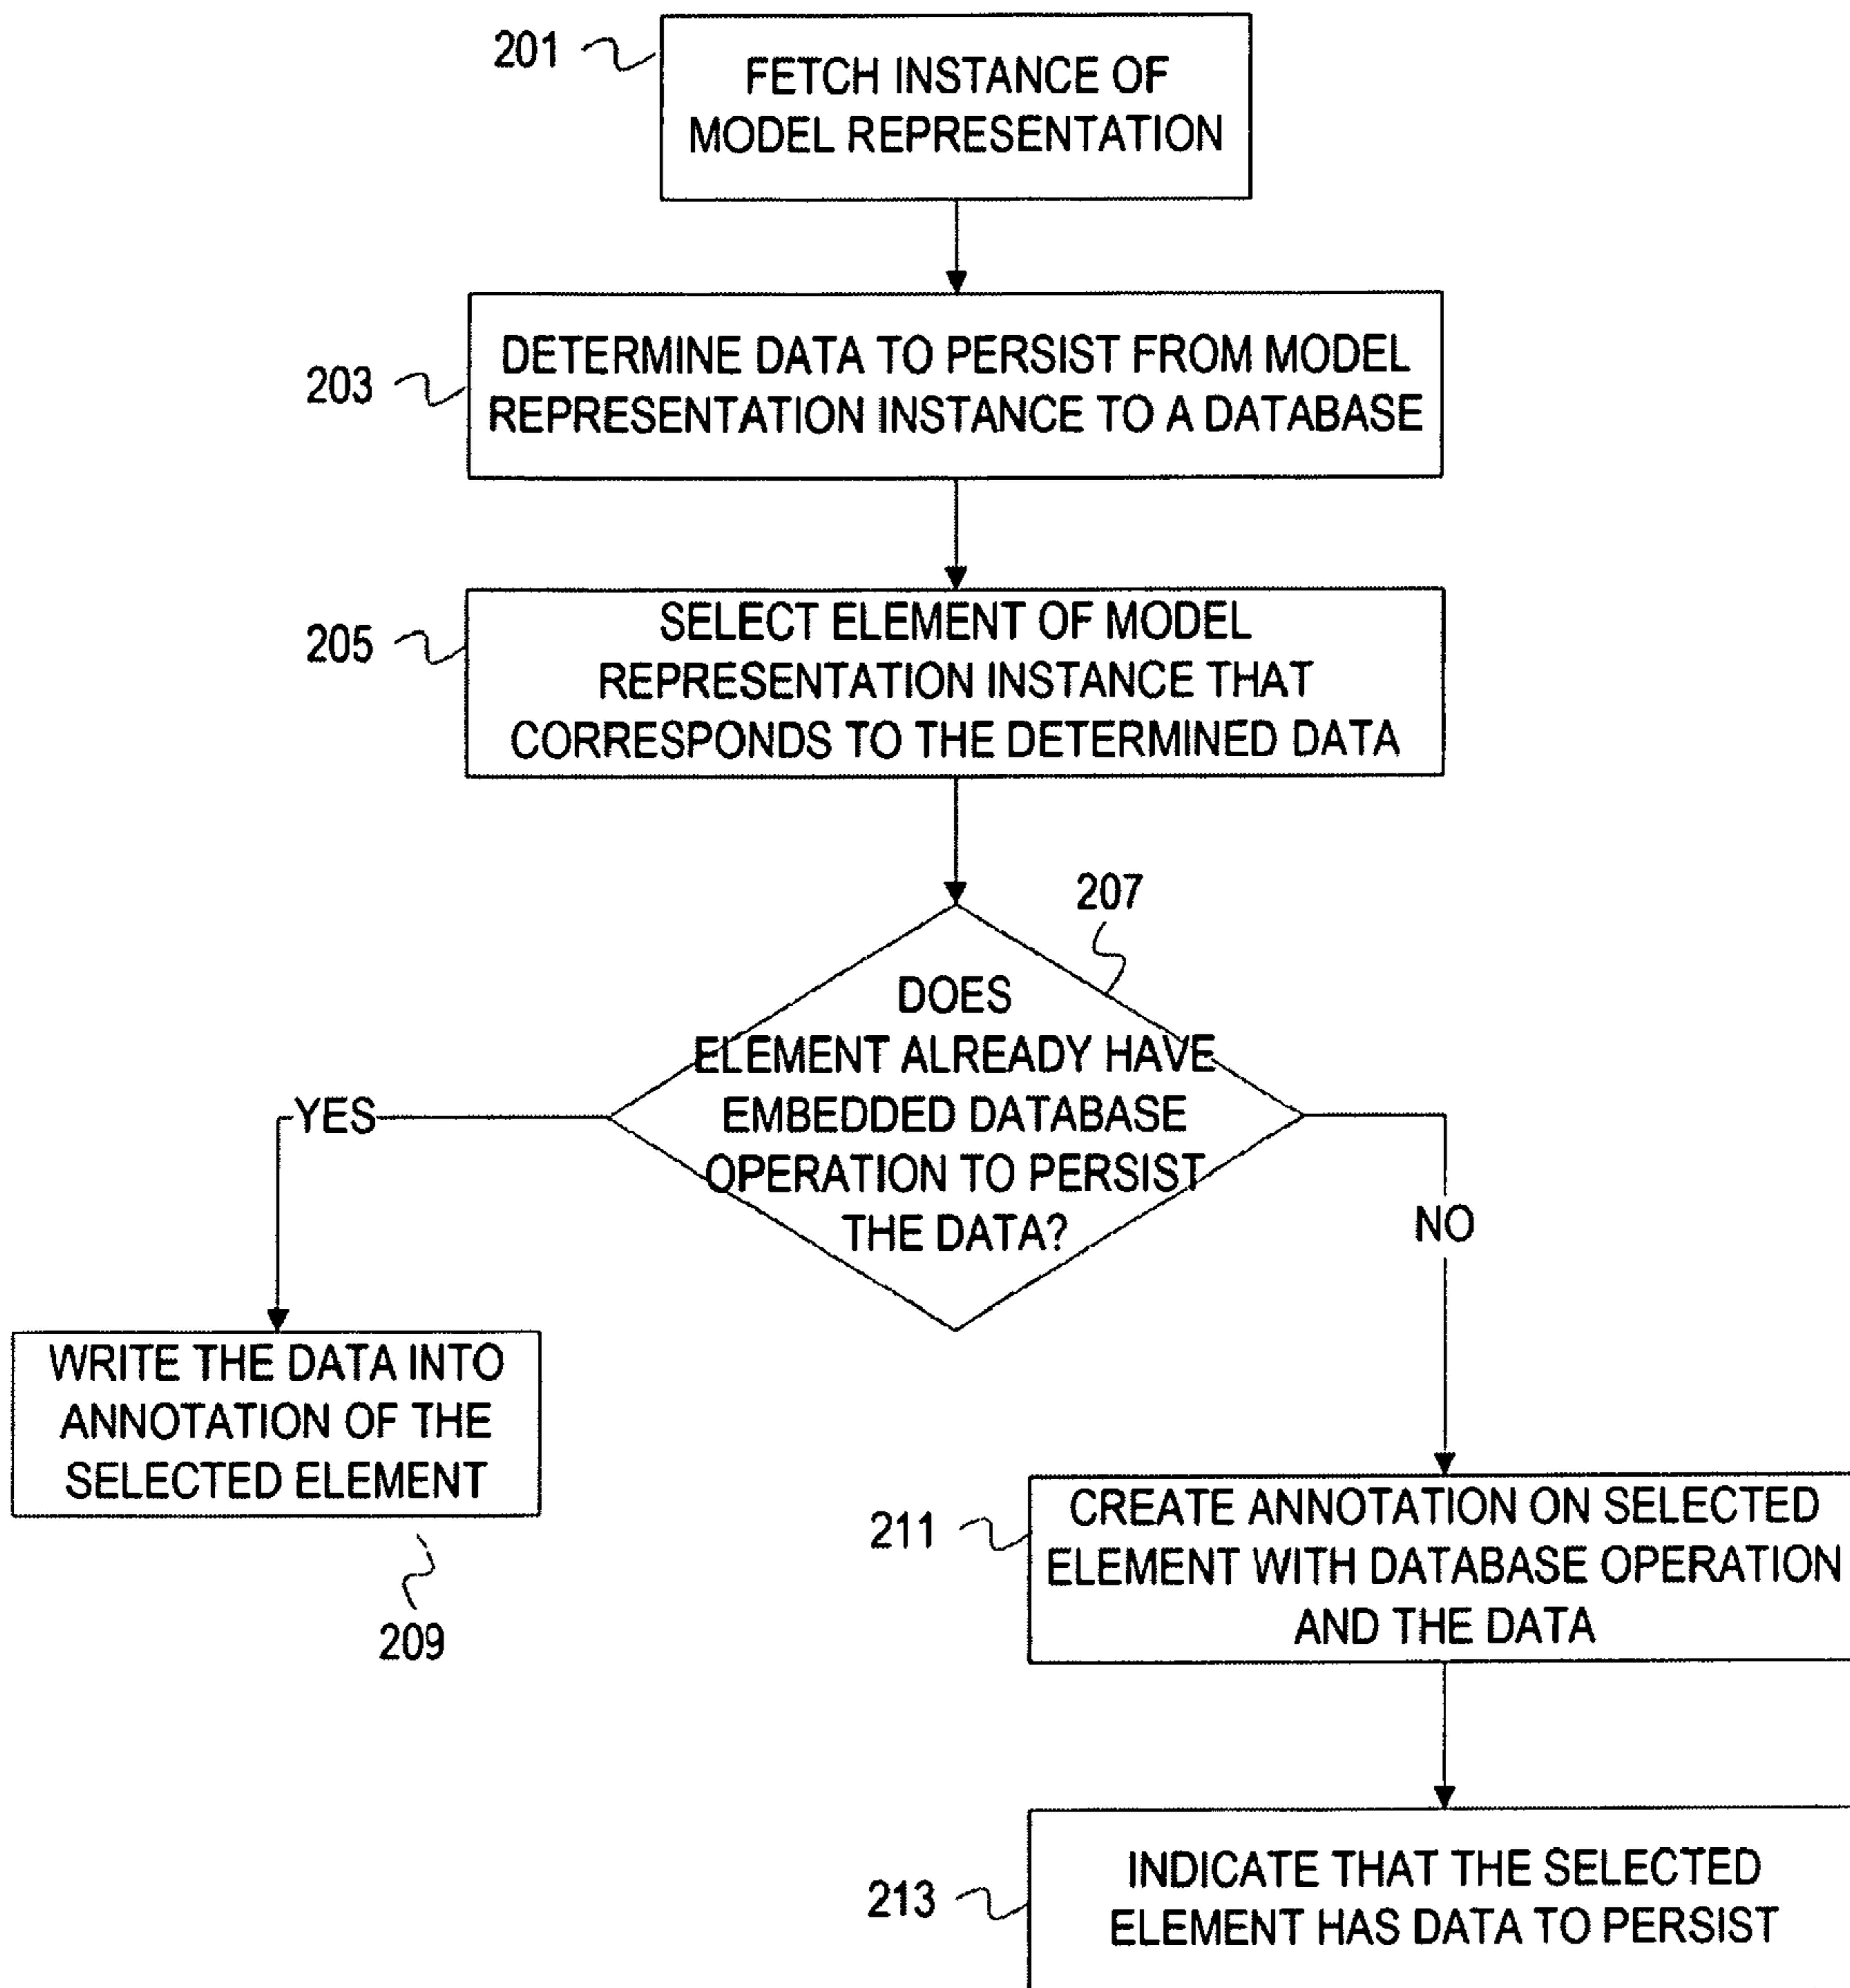 201
FETCH INSTANCE OF
MODEL REPRESENTATION
203
DETERMINE DATA TO PERSIST FROM MODEL
REPRESENTATION INSTANCE TO A DATABASE
205
SELECT ELEMENT OF MODEL
REPRESENTATION INSTANCE THAT
CORRESPONDS TO THE DETERMINED DATA
207
DOES
ELEMENT ALREADY HAVE
EMBEDDED DATABASE
OPERATION TO PERSIST
THE DATA?
YES
NO
WRITE THE DATA INTO
ANNOTATION OF THE
SELECTED ELEMENT
209
211
CREATE ANNOTATION ON SELECTED
ELEMENT WITH DATABASE OPERATION
AND THE DATA
213
INDICATE THAT THE SELECTED
ELEMENT HAS DATA TO PERSIST